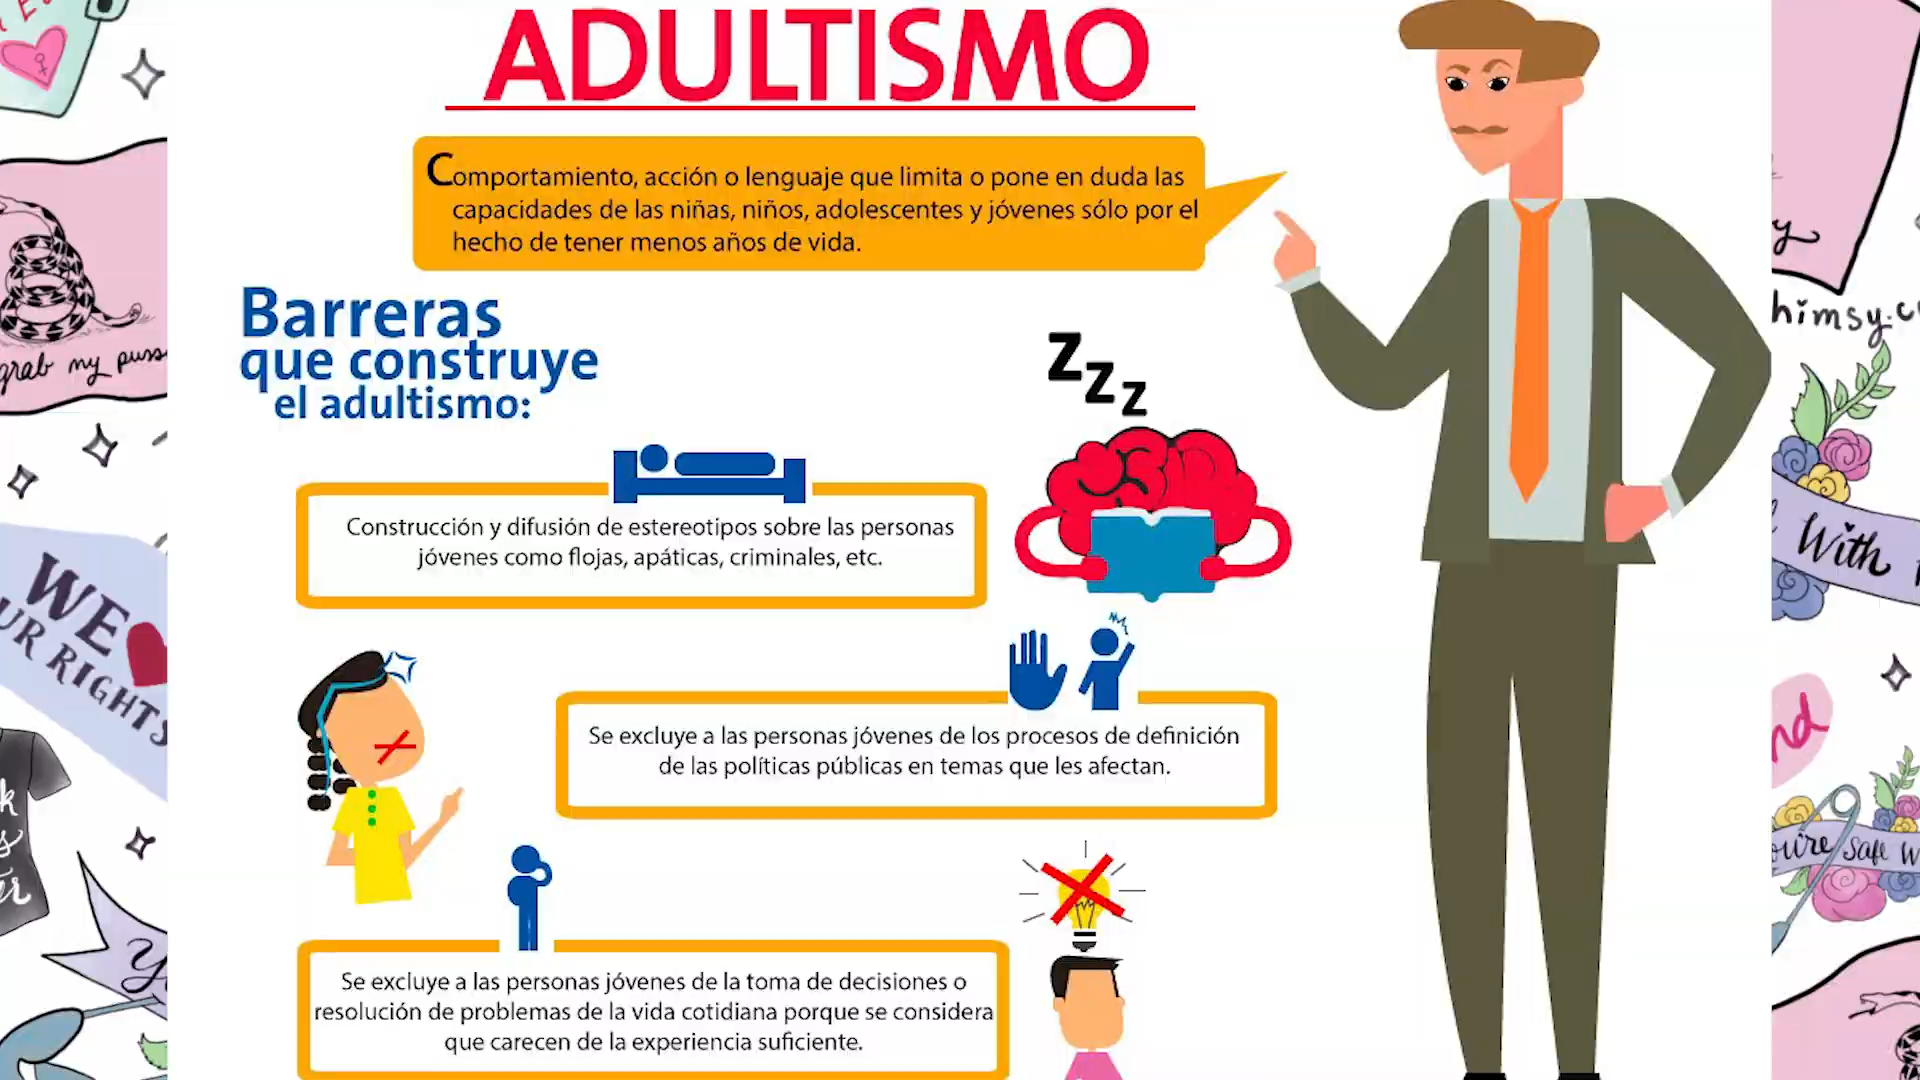 ADULTISMO
Comportamiento, acción o lenguaje que limita o pone en duda las
capacidades de las niñas, niños, adolescentes y jóvenes sólo por el
hecho de tener menos años de vida.
Barreras
que construye
el adultismo:
Z Z Z
Construcción y difusión de estereotipos sobre las personas
jóvenes como flojas, apáticas, criminales, etc.
Se excluye a las personas jóvenes de los procesos de definición
de las políticas públicas en temas que les afectan.
Se excluye a las personas jóvenes de la toma de decisiones o
resolución de problemas de la vida cotidiana porque se considera
que carecen de la experiencia suficiente.
grab my
WE
UR RIGHTS
himsy.c
With
ou're safe w